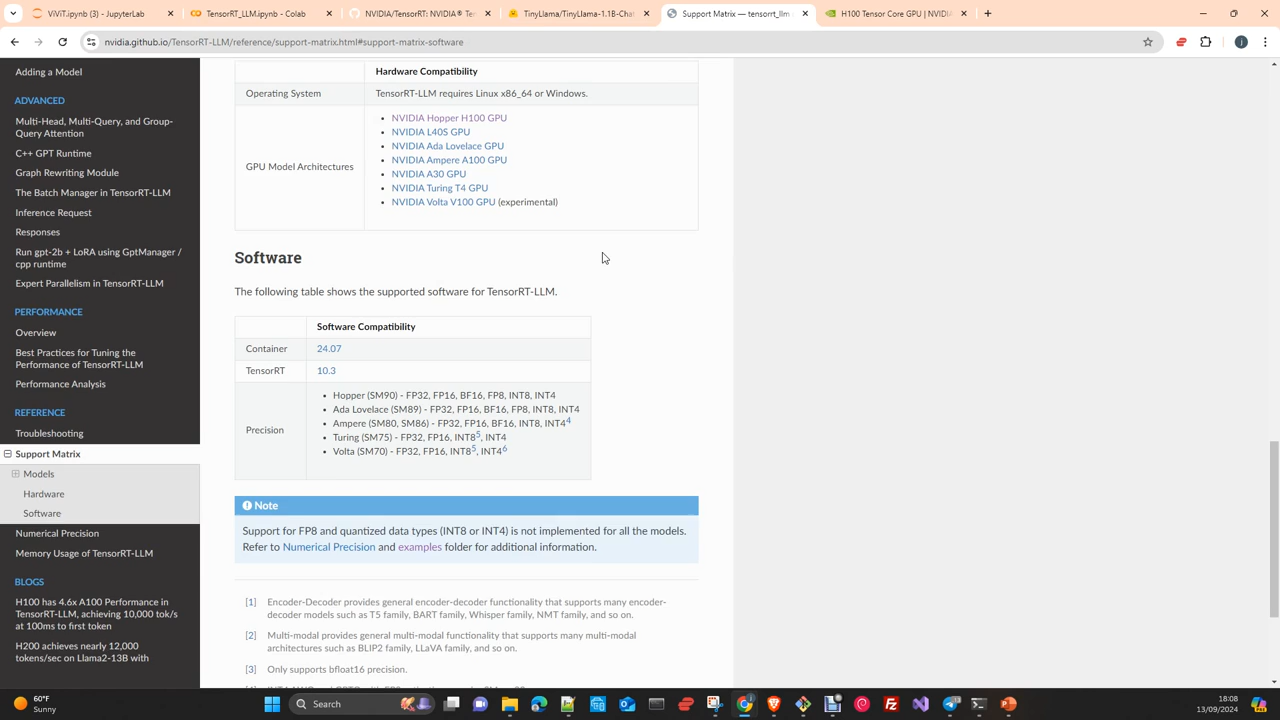 ViViT.ipynb (4) - JupyterLab
TensorRT_LLM.ipynb - Colab
NVIDIA/TensorRT: NVIDIA® Te
TinyLlama/TinyLlama-1.1B-Chat
Support Matrix — tensorrt_llm
H100 Tensor Core GPU | NVIDIA
nvidia.github.io/TensorRT-LLM/reference/support-matrix.html#support-matrix-software
Adding a Model
ADVANCED
Multi-Head, Multi-Query, and Group-
Query Attention
C++ GPT Runtime
Graph Rewriting Module
The Batch Manager in TensorRT-LLM
Inference Request
Responses
Run gpt-2b + LoRA using GptManager /
cpp runtime
Expert Parallelism in TensorRT-LLM
PERFORMANCE
Overview
Best Practices for Tuning the
Performance of TensorRT-LLM
Performance Analysis
REFERENCE
Troubleshooting
Support Matrix
Models
Hardware
Software
Numerical Precision
Memory Usage of TensorRT-LLM
BLOGS
H100 has 4.6x A100 Performance in
TensorRT-LLM, achieving 10,000 tok/s
at 100ms to first token
H200 achieves nearly 12,000
tokens/sec on Llama2-13B with
Hardware Compatibility
Operating System
TensorRT-LLM requires Linux x86_64 or Windows.
GPU Model Architectures
NVIDIA Hopper H100 GPU
NVIDIA L40S GPU
NVIDIA Ada Lovelace GPU
NVIDIA Ampere A100 GPU
NVIDIA A30 GPU
NVIDIA Turing T4 GPU
NVIDIA Volta V100 GPU (experimental)
Software
The following table shows the supported software for TensorRT-LLM.
Software Compatibility
Container
24.07
TensorRT
10.3
Precision
Hopper (SM90) - FP32, FP16, BF16, FP8, INT8, INT4
Ada Lovelace (SM89) - FP32, FP16, BF16, FP8, INT8, INT4
Ampere (SM80, SM86) - FP32, FP16, BF16, INT8, INT4⁴
Turing (SM75) - FP32, FP16, INT8⁵, INT4
Volta (SM70) - FP32, FP16, INT8⁵, INT4⁶
Note
Support for FP8 and quantized data types (INT8 or INT4) is not implemented for all the models.
Refer to Numerical Precision and examples folder for additional information.
[1] Encoder-Decoder provides general encoder-decoder functionality that supports many encoder-
decoder models such as T5 family, BART family, Whisper family, NMT family, and so on.
[2] Multi-modal provides general multi-modal functionality that supports many multi-modal
architectures such as BLIP2 family, LLaVA family, and so on.
[3] Only supports bfloat16 precision.
60°F
Sunny
Search
18:08
13/09/2024